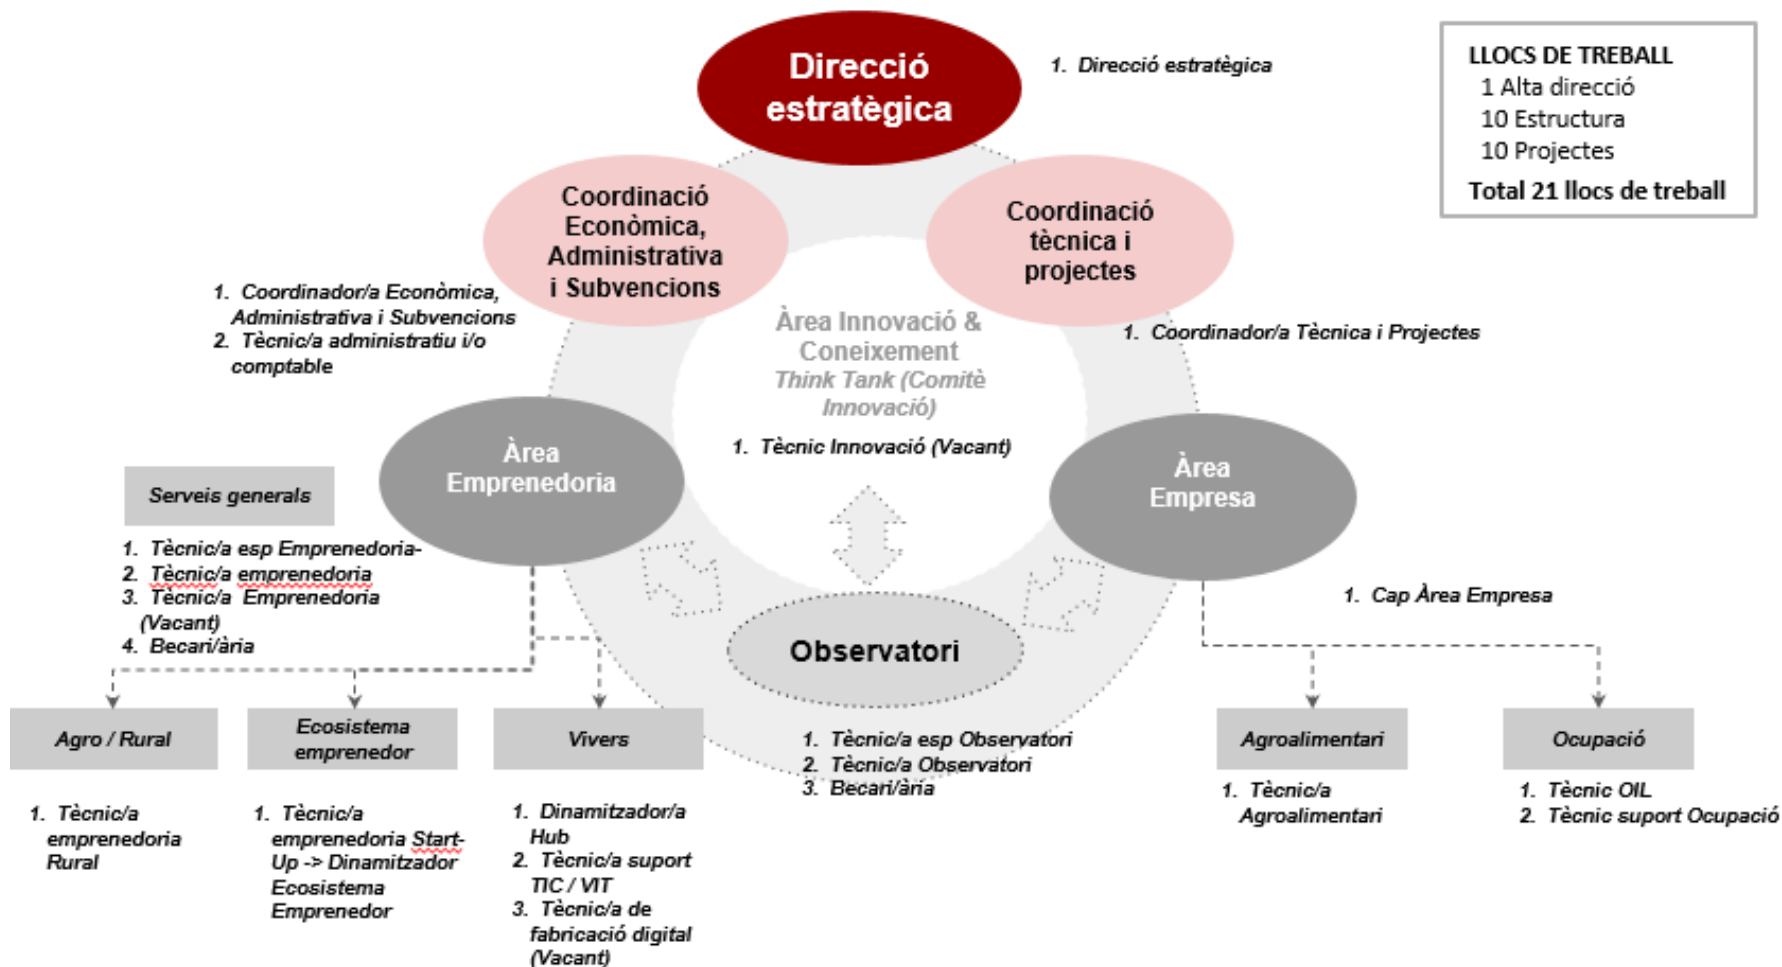 Direcció
estratègica
1. Direcció estratègica
LLOCS DE TREBALL
1 Alta direcció
10 Estructura
10 Projectes
Total 21 llocs de treball
Coordinació
Econòmica,
Administrativa
i Subvencions
Coordinació
tècnica i
projectes
1. Coordinador/a Econòmica,
Administrativa i Subvencions
2. Tècnic/a administratiu i/o
comptable
Àrea Innovació &
Coneixement
Think Tank (Comitè
Innovació)
1. Tècnic Innovació (Vacant)
1. Coordinador/a Tècnica i Projectes
Àrea
Emprenedoria
Àrea
Empresa
Serveis generals
1. Tècnic/a esp Emprenedoria-
2. Tècnic/a emprenedoria
3. Tècnic/a Emprenedoria
(Vacant)
4. Becari/ària
1. Cap Àrea Empresa
Observatori
Agro / Rural
Ecosistema
emprenedor
Vivers
1. Tècnic/a esp Observatori
2. Tècnic/a Observatori
3. Becari/ària
Agroalimentari
Ocupació
1. Tècnic/a
emprenedoria
Rural
1. Tècnic/a
emprenedoria Start-
Up -> Dinamitzador
Ecosistema
Emprenedor
1. Dinamitzador/a
Hub
2. Tècnic/a suport
TIC / VIT
3. Tècnic/a de
fabricació digital
(Vacant)
1. Tècnic/a
Agroalimentari
1. Tècnic OIL
2. Tècnic suport Ocupació